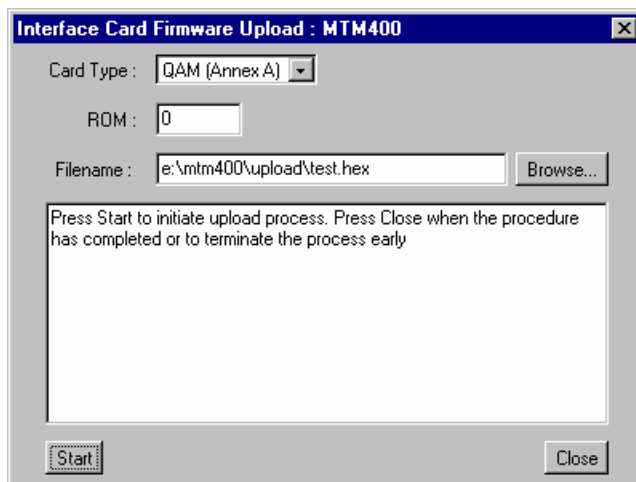 Interface Card Firmware Upload : MTM400
Card Type : QAM (Annex A)
ROM : 0
Filename : e:\mtm400\upload\test.hex Browse...
Press Start to initiate upload process. Press Close when the procedure
has completed or to terminate the process early
Start Close